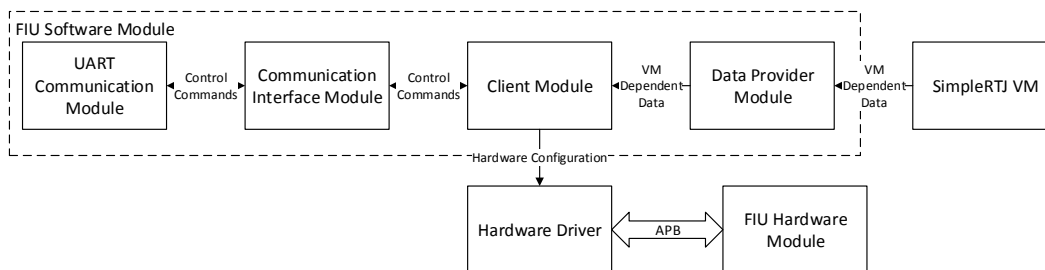 FIU Software Module
UART
Communication
Module
Control
Commands
Communication
Interface Module
Control
Commands
Client Module
VM
Dependent
Data
Data Provider
Module
VM
Dependent
Data
SimpleRTJ VM
Hardware Configuration
Hardware Driver
APB
FIU Hardware
Module